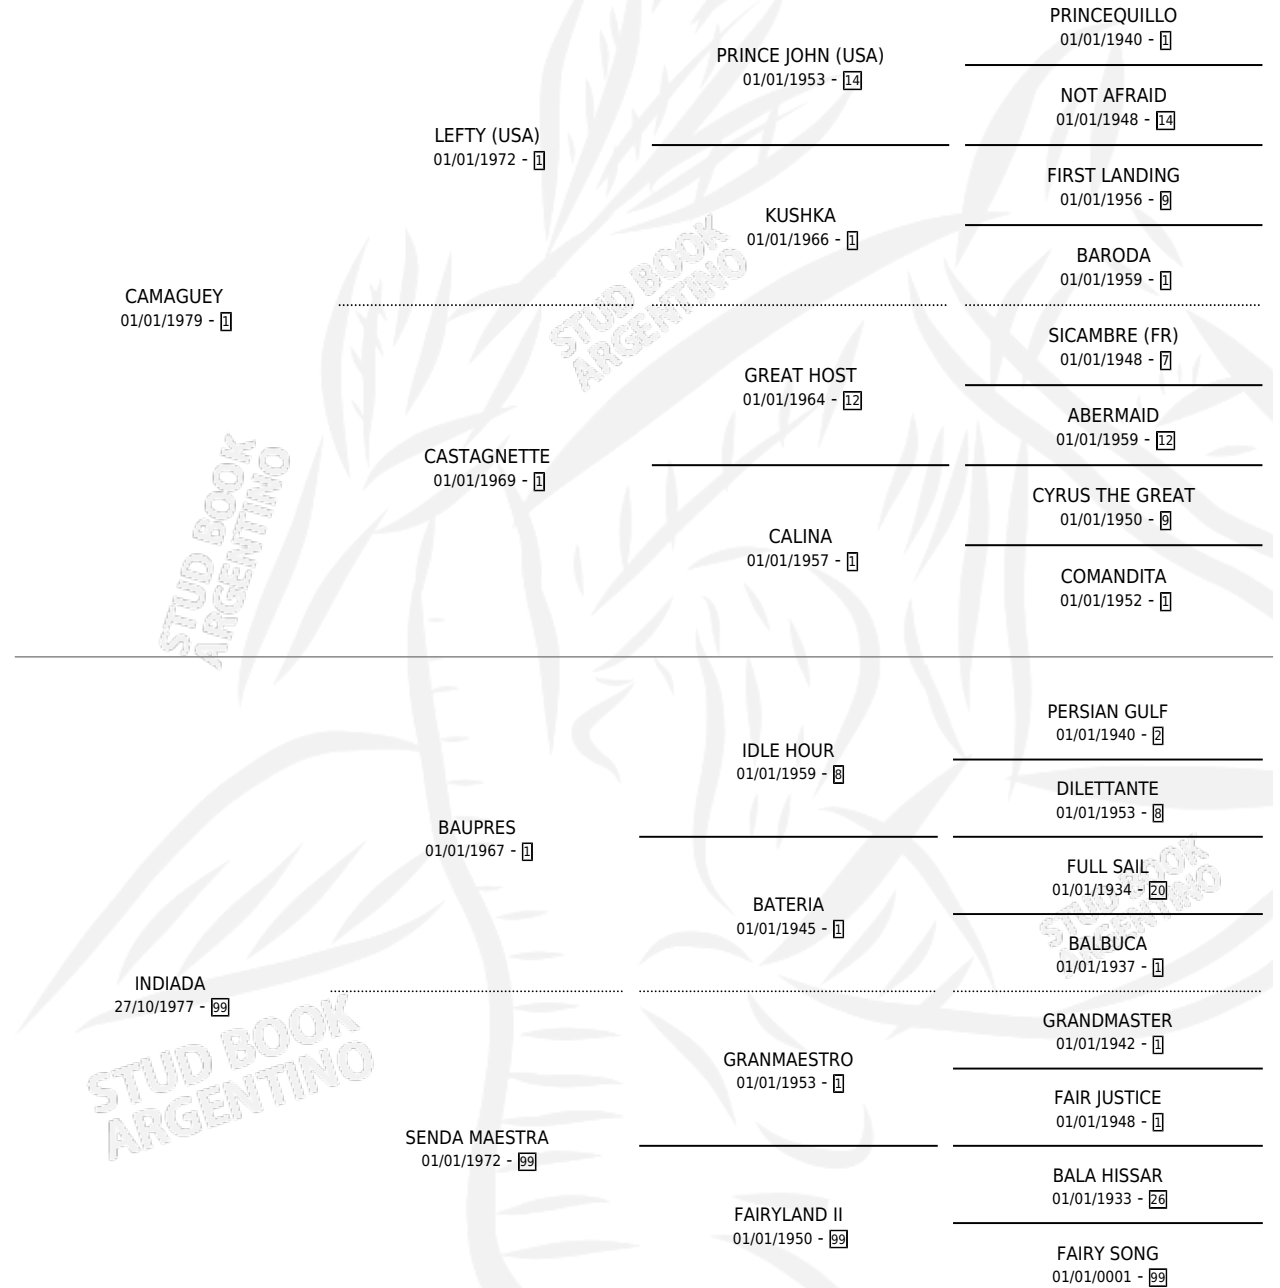 PRINCEQUILLO
01/01/1940 - 1
PRINCE JOHN (USA)
01/01/1953 - 14
NOT AFRAID
01/01/1948 - 14
LEFTY (USA)
01/01/1972 - 1
FIRST LANDING
01/01/1956 - 9
KUSHKA
01/01/1966 - 1
BARODA
01/01/1959 - 1
CAMAGUEY
01/01/1979 - 1
STUD BOOK
ARGENTINO
SICAMBRE (FR)
01/01/1948 - 7
GREAT HOST
01/01/1964 - 12
ABERMAID
01/01/1959 - 12
CASTAGNETTE
01/01/1969 - 1
CYRUS THE GREAT
01/01/1950 - 9
CALINA
01/01/1957 - 1
COMANDITA
01/01/1952 - 1
STUD BOOK
ARGENTINO
PERSIAN GULF
01/01/1940 - 2
IDLE HOUR
01/01/1959 - 8
DILETTANTE
01/01/1953 - 8
BAUPRES
01/01/1967 - 1
FULL SAIL
01/01/1934 - 20
BATERIA
01/01/1945 - 1
BALBUCA
01/01/1937 - 1
STUD BOOK
ARGENTINO
INDIADA
27/10/1977 - 99
GRANDMASTER
01/01/1942 - 1
GRANMAESTRO
01/01/1953 - 1
FAIR JUSTICE
01/01/1948 - 1
STUD BOOK
ARGENTINO
SENDA MAESTRA
01/01/1972 - 99
BALA HISSAR
01/01/1933 - 26
FAIRYLAND II
01/01/1950 - 99
FAIRY SONG
01/01/0001 - 99